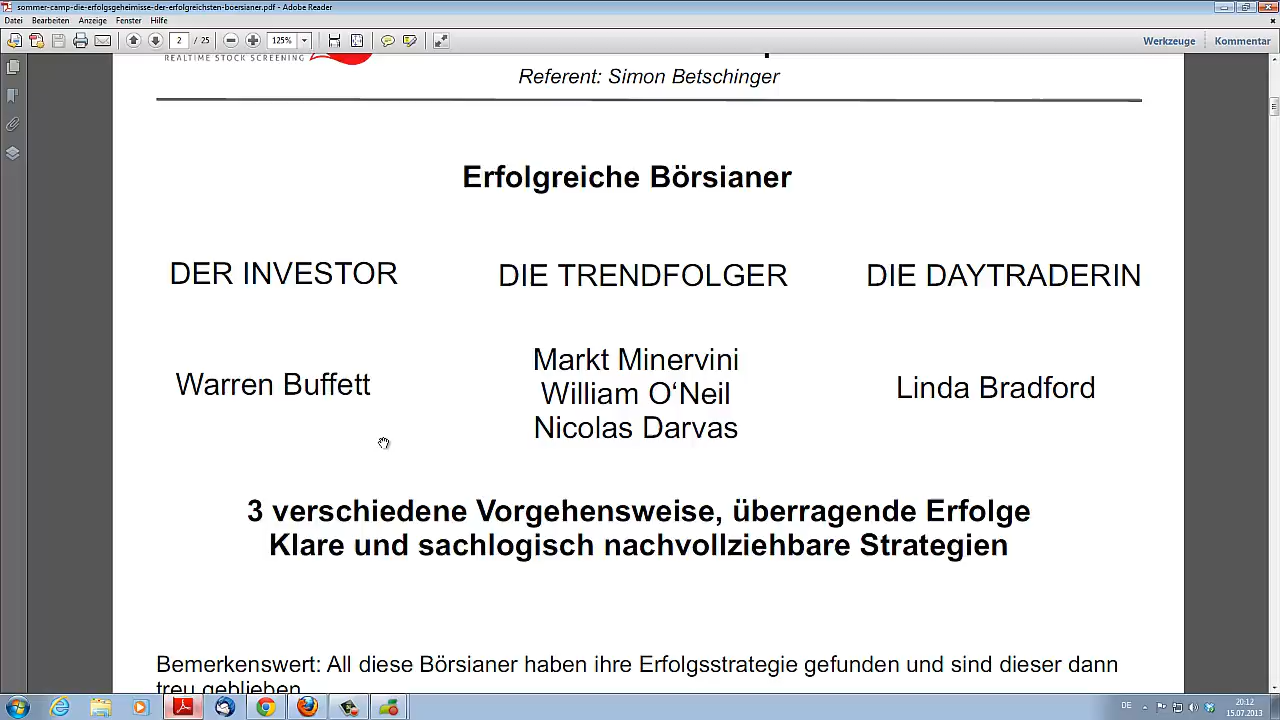 sommer-camp-die-erfolgsgeheimisse-der-erfolgreichsten-boersianer.pdf - Adobe Reader
Datei Bearbeiten Anzeige Fenster Hilfe
2 / 25 125% Werkzeuge Kommentar
REALTIME STOCK SCREENING
Referent: Simon Betschinger
Erfolgreiche Börsianer
DER INVESTOR DIE TRENDFOLGER DIE DAYTRADERIN
Warren Buffett
Markt Minervini
William O‘Neil
Nicolas Darvas
Linda Bradford
3 verschiedene Vorgehensweise, überragende Erfolge
Klare und sachlogisch nachvollziehbare Strategien
Bemerkenswert: All diese Börsianer haben ihre Erfolgsstrategie gefunden und sind dieser dann
treu geblieben
DE 20:12
15.07.2013